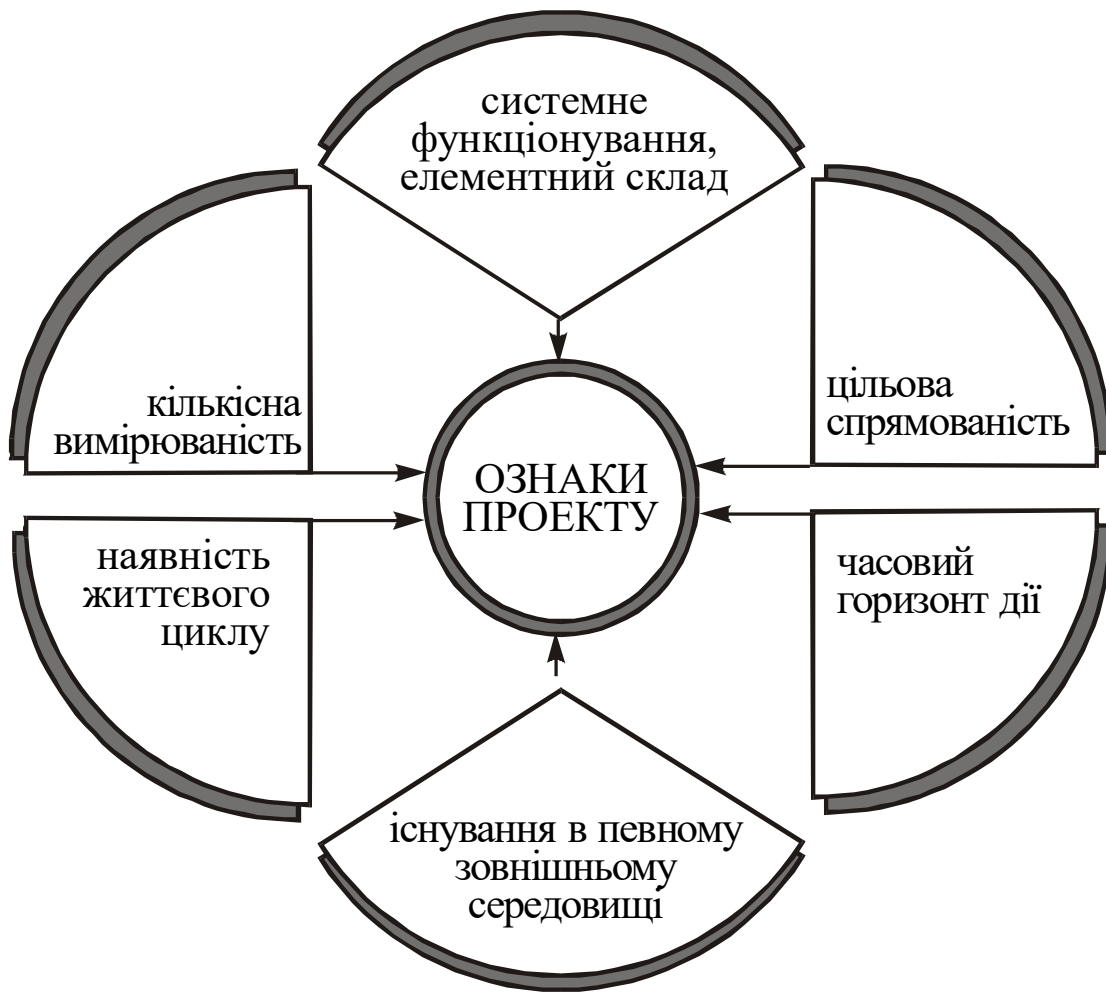 системне
функціонування,
елементний склад
кількісна
вимірюваність
цільова
спрямованість
ОЗНАКИ
ПРОЕКТУ
наявність
життєвого
циклу
часовий
горизонт дії
існування в певному
зовнішньому
середовищі